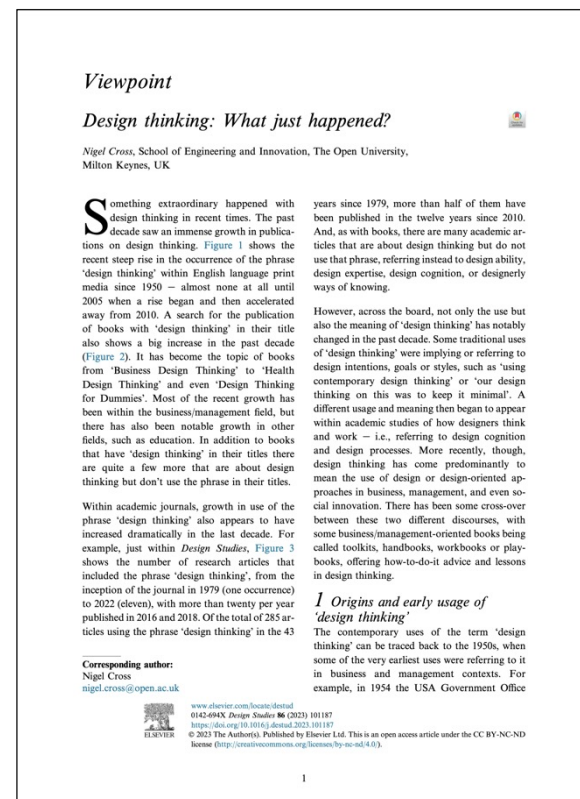 Viewpoint
Design thinking: What just happened?
Nigel Cross, School of Engineering and Innovation, The Open University,
Milton Keynes, UK
Something extraordinary happened with
design thinking in recent times. The past
decade saw an immense growth in publica-
tions on design thinking. Figure 1 shows the
recent steep rise in the occurrence of the phrase
‘design thinking’ within English language print
media since 1950 – almost none at all until
2005 when a rise began and then accelerated
away from 2010. A search for the publication
of books with ‘design thinking’ in their title
also shows a big increase in the past decade
(Figure 2). It has become the topic of books
from ‘Business Design Thinking’ to ‘Health
Design Thinking’ and even ‘Design Thinking
for Dummies’. Most of the recent growth has
been within the business/management field, but
there has also been notable growth in other
fields, such as education. In addition to books
that have ‘design thinking’ in their titles there
are quite a few more that are about design
thinking but don’t use the phrase in their titles.
Within academic journals, growth in use of the
phrase ‘design thinking’ also appears to have
increased dramatically in the last decade. For
example, just within Design Studies, Figure 3
shows the number of research articles that
included the phrase ‘design thinking’, from the
inception of the journal in 1979 (one occurrence)
to 2022 (eleven), with more than twenty per year
published in 2016 and 2018. Of the total of 285 ar-
ticles using the phrase ‘design thinking’ in the 43
Corresponding author:
Nigel Cross
nigel.cross@open.ac.uk
years since 1979, more than half of them have
been published in the twelve years since 2010.
And, as with books, there are many academic ar-
ticles that are about design thinking but do not
use that phrase, referring instead to design ability,
design expertise, design cognition, or designerly
ways of knowing.
However, across the board, not only the use but
also the meaning of ‘design thinking’ has notably
changed in the past decade. Some traditional uses
of ‘design thinking’ were implying or referring to
design intentions, goals or styles, such as ‘using
contemporary design thinking’ or ‘our design
thinking on this was to keep it minimal’. A
different usage and meaning then began to appear
within academic studies of how designers think
and work – i.e., referring to design cognition
and design processes. More recently, though,
design thinking has come predominantly to
mean the use of design or design-oriented ap-
proaches in business, management, and even so-
cial innovation. There has been some cross-over
between these two different discourses, with
some business/management-oriented books being
called toolkits, handbooks, workbooks or play-
books, offering how-to-do-it advice and lessons
in design thinking.
1 Origins and early usage of
‘design thinking’
The contemporary uses of the term ‘design
thinking’ can be traced back to the 1950s, when
some of the very earliest uses were referring to it
in business and management contexts. For
example, in 1954 the USA Government Office
ELSEVIER
www.elsevier.com/locate/destud
0142-694X Design Studies 86 (2023) 101187
https://doi.org/10.1016/j.destud.2023.101187
© 2023 The Author(s). Published by Elsevier Ltd. This is an open access article under the CC BY-NC-ND
license (http://creativecommons.org/licenses/by-nc-nd/4.0/).
1